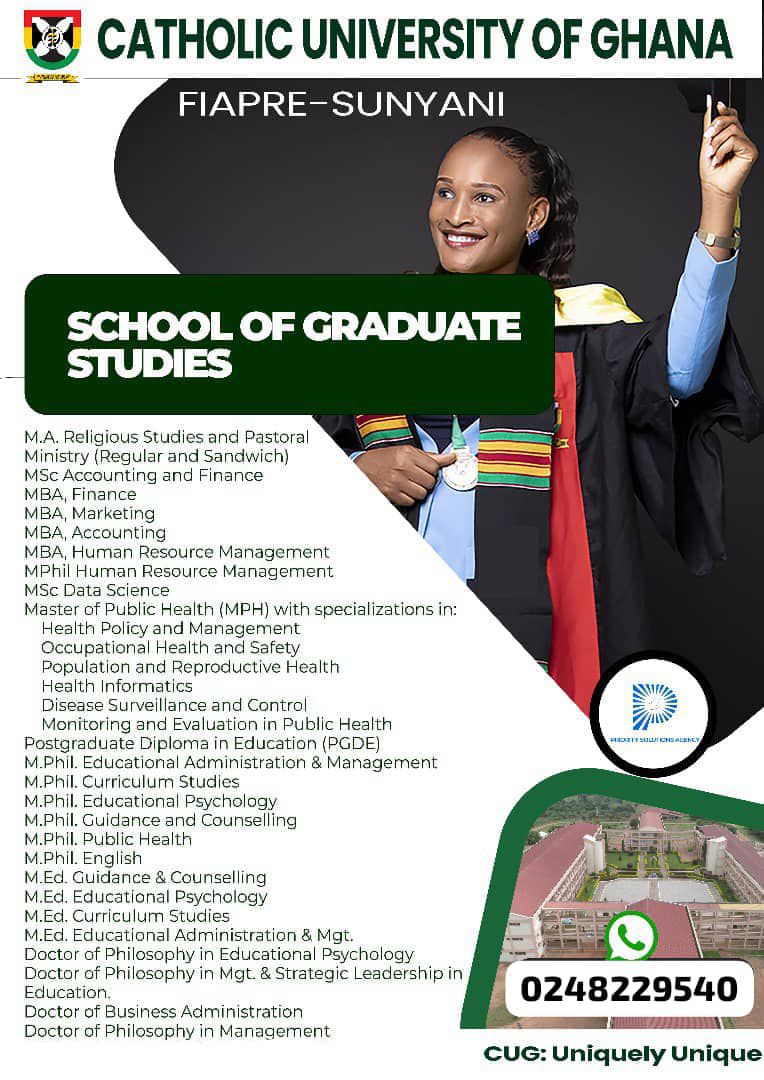 CATHOLIC UNIVERSITY OF GHANA
FIAPRE-SUNYANI
SCHOOL OF GRADUATE
STUDIES
M.A. Religious Studies and Pastoral
Ministry (Regular and Sandwich)
MSc Accounting and Finance
MBA, Finance
MBA, Marketing
MBA, Accounting
MBA, Human Resource Management
MPhil Human Resource Management
MSc Data Science
Master of Public Health (MPH) with specializations in:
Health Policy and Management
Occupational Health and Safety
Population and Reproductive Health
Health Informatics
Disease Surveillance and Control
Monitoring and Evaluation in Public Health
Postgraduate Diploma in Education (PGDE)
M.Phil. Educational Administration & Management
M.Phil. Curriculum Studies
M.Phil. Educational Psychology
M.Phil. Guidance and Counselling
M.Phil. Public Health
M.Phil. English
M.Ed. Guidance & Counselling
M.Ed. Educational Psychology
M.Ed. Curriculum Studies
M.Ed. Educational Administration & Mgt.
Doctor of Philosophy in Educational Psychology
Doctor of Philosophy in Mgt. & Strategic Leadership in
Education.
Doctor of Business Administration
Doctor of Philosophy in Management
PRIORITY SOLUTIONS AGENCY
0248229540
CUG: Uniquely Unique